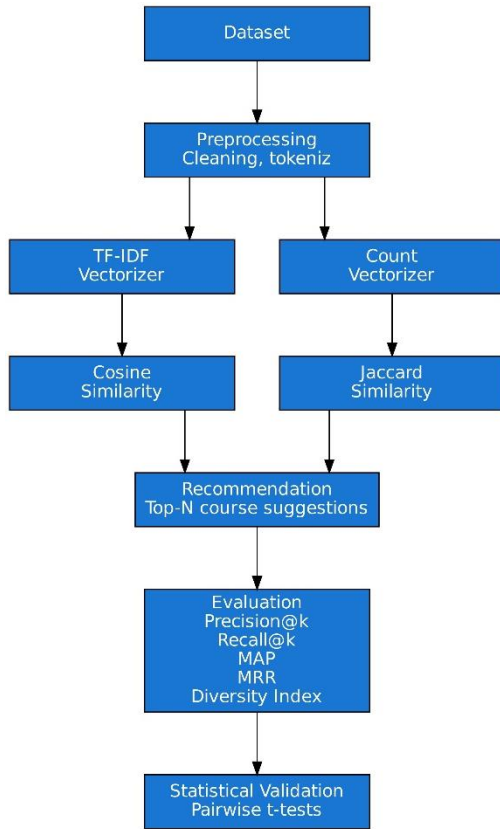 Dataset
Preprocessing
Cleaning, tokeniz
TF-IDF
Vectorizer
Count
Vectorizer
Cosine
Similarity
Jaccard
Similarity
Recommendation
Top-N course suggestions
Evaluation
Precision@k
Recall@k
MAP
MRR
Diversity Index
Statistical Validation
Pairwise t-tests